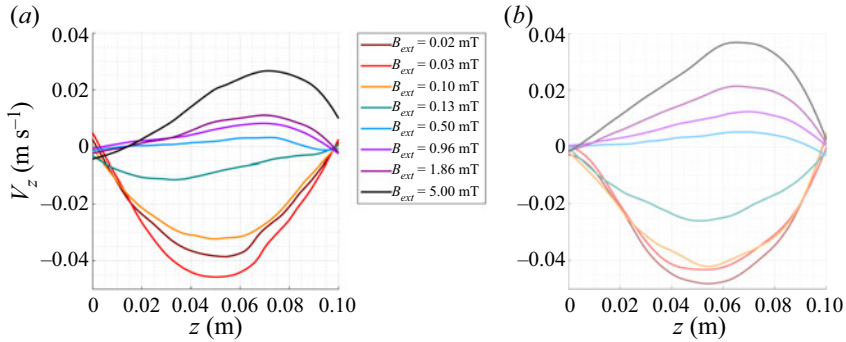 (a)
(b)
0.04
0.02
0
−0.02
−0.04
V_z (m s⁻¹)
0
0.02
0.04
0.06
0.08
0.10
z (m)
B_ext = 0.02 mT
B_ext = 0.03 mT
B_ext = 0.10 mT
B_ext = 0.13 mT
B_ext = 0.50 mT
B_ext = 0.96 mT
B_ext = 1.86 mT
B_ext = 5.00 mT
0.04
0.02
0
−0.02
−0.04
0
0.02
0.04
0.06
0.08
0.10
z (m)